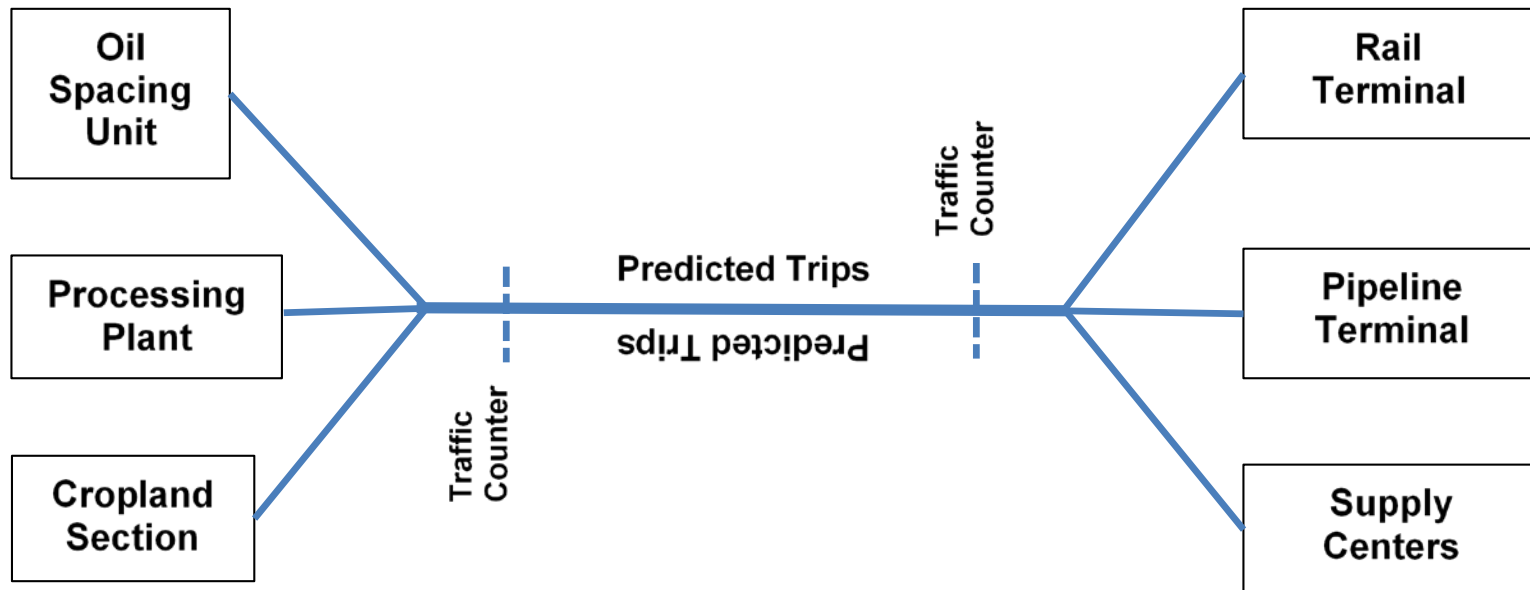 Oil
Spacing
Unit
Processing
Plant
Cropland
Section
Traffic
Counter
Predicted Trips
Predicted Trips
Traffic
Counter
Rail
Terminal
Pipeline
Terminal
Supply
Centers